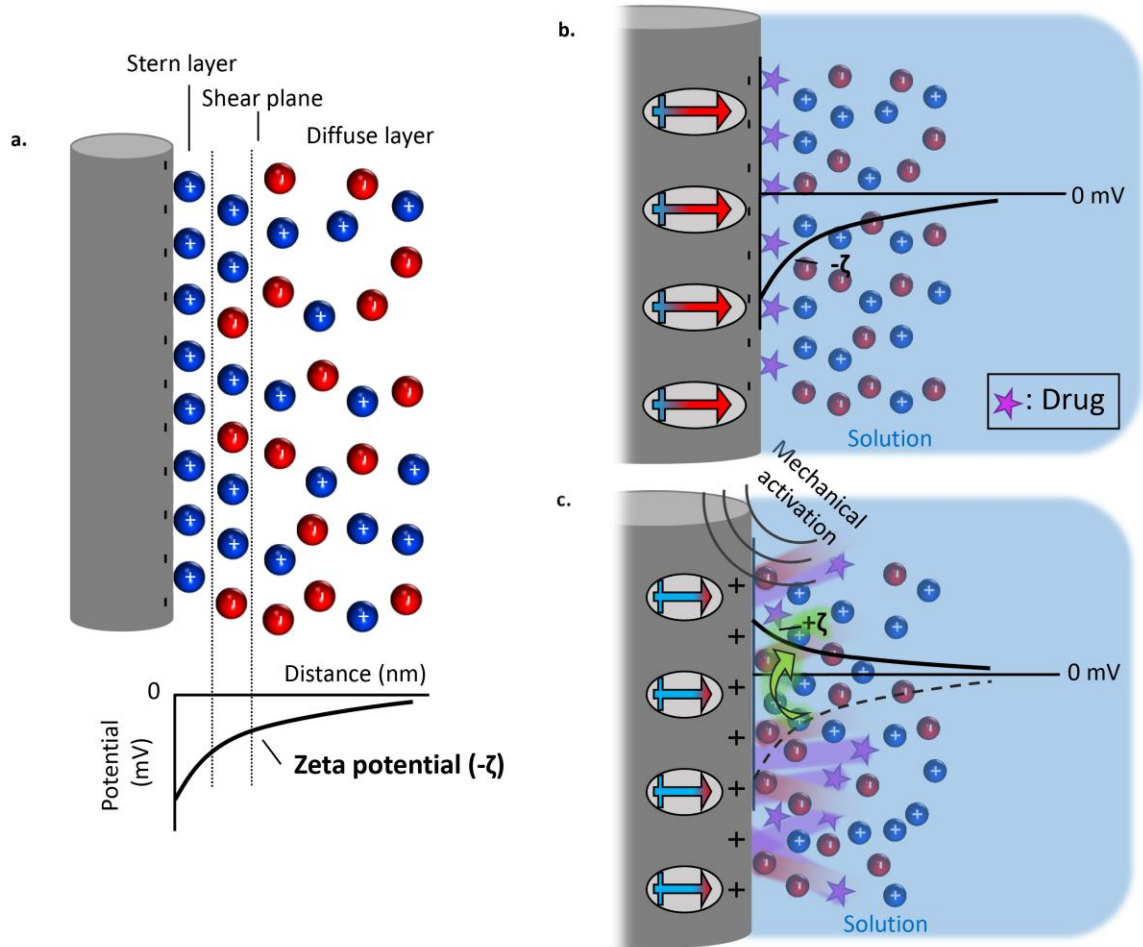 a.
Stern layer
Shear plane
Diffuse layer
Distance (nm)
0
Potential
(mV)
Zeta potential (-ζ)
b.
0 mV
-ζ
: Drug
Solution
c.
Mechanical
activation
+ζ
0 mV
Solution